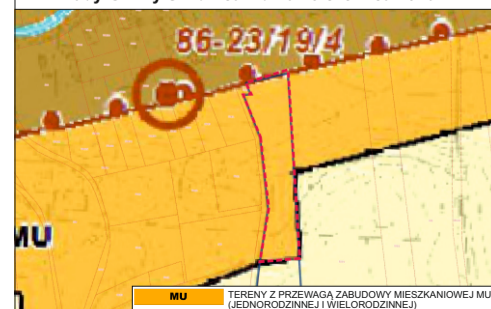 86-23/19/4
MU
MU TERENY Z PRZEWAGĄ ZABUDOWY MIESZKANIOWEJ MU
(JEDNORODZINNEJ I WIELORODZINNEJ)